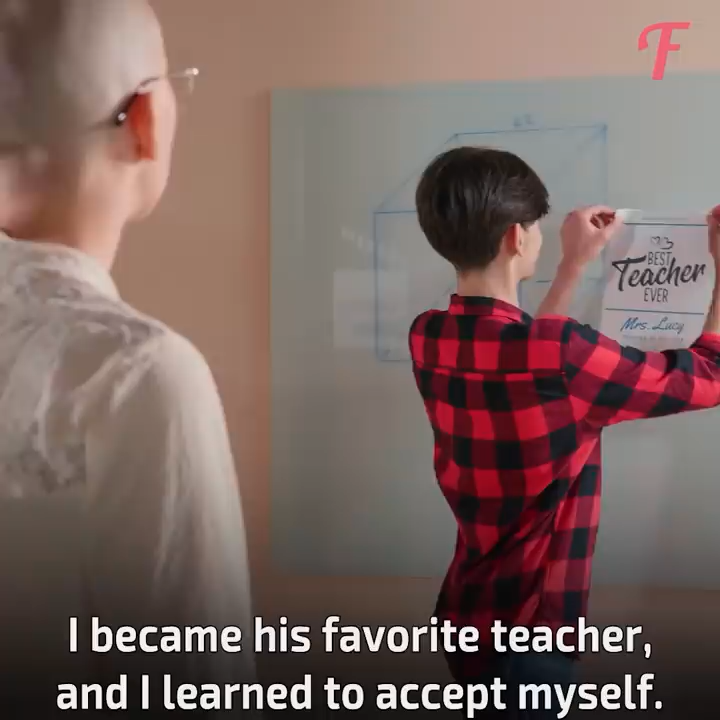 F
BEST
Teacher
EVER
Mrs. Lucy
I became his favorite teacher,
and I learned to accept myself.